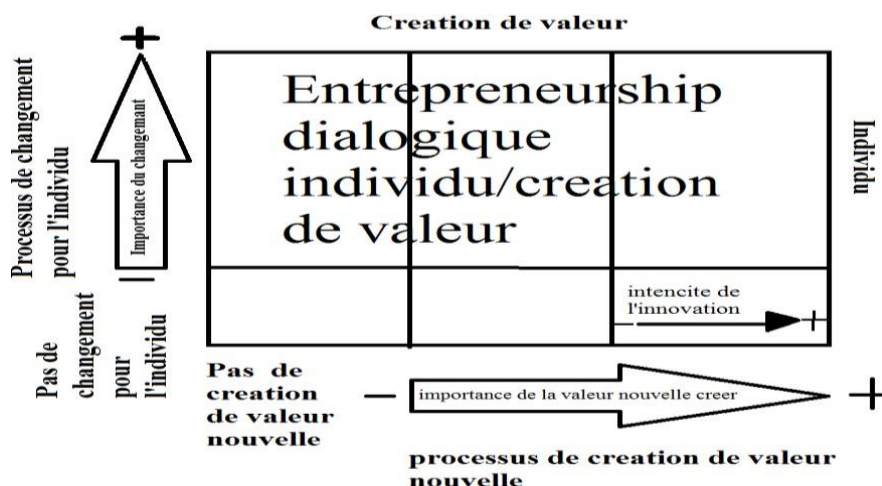 Creation de valeur
+
Processus de changement
pour l'individu
Importance du changemant
Entrepreneurship
dialogique
individu/creation
de valeur
Individu
−
Pas de
changement
pour
l'individu
intencite de
l'innovation
− +
Pas de
creation
de valeur
nouvelle
− importance de la valeur nouvelle creer +
processus de creation de valeur
nouvelle